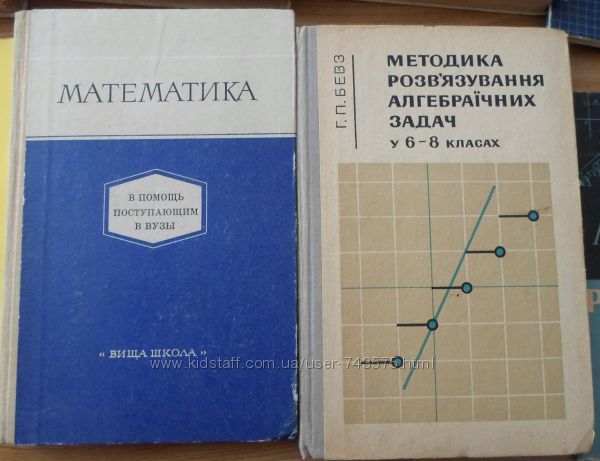 МАТЕМАТИКА
В ПОМОЩЬ
ПОСТУПАЮЩИМ
В ВУЗЫ
« ВИЩА ШКОЛА »
Г. П. БЕВЗ
МЕТОДИКА
РОЗВ'ЯЗУВАННЯ
АЛГЕБРАЇЧНИХ
ЗАДАЧ
У 6-8 КЛАСАХ
www.kidstaff.com.ua/user-749575.html